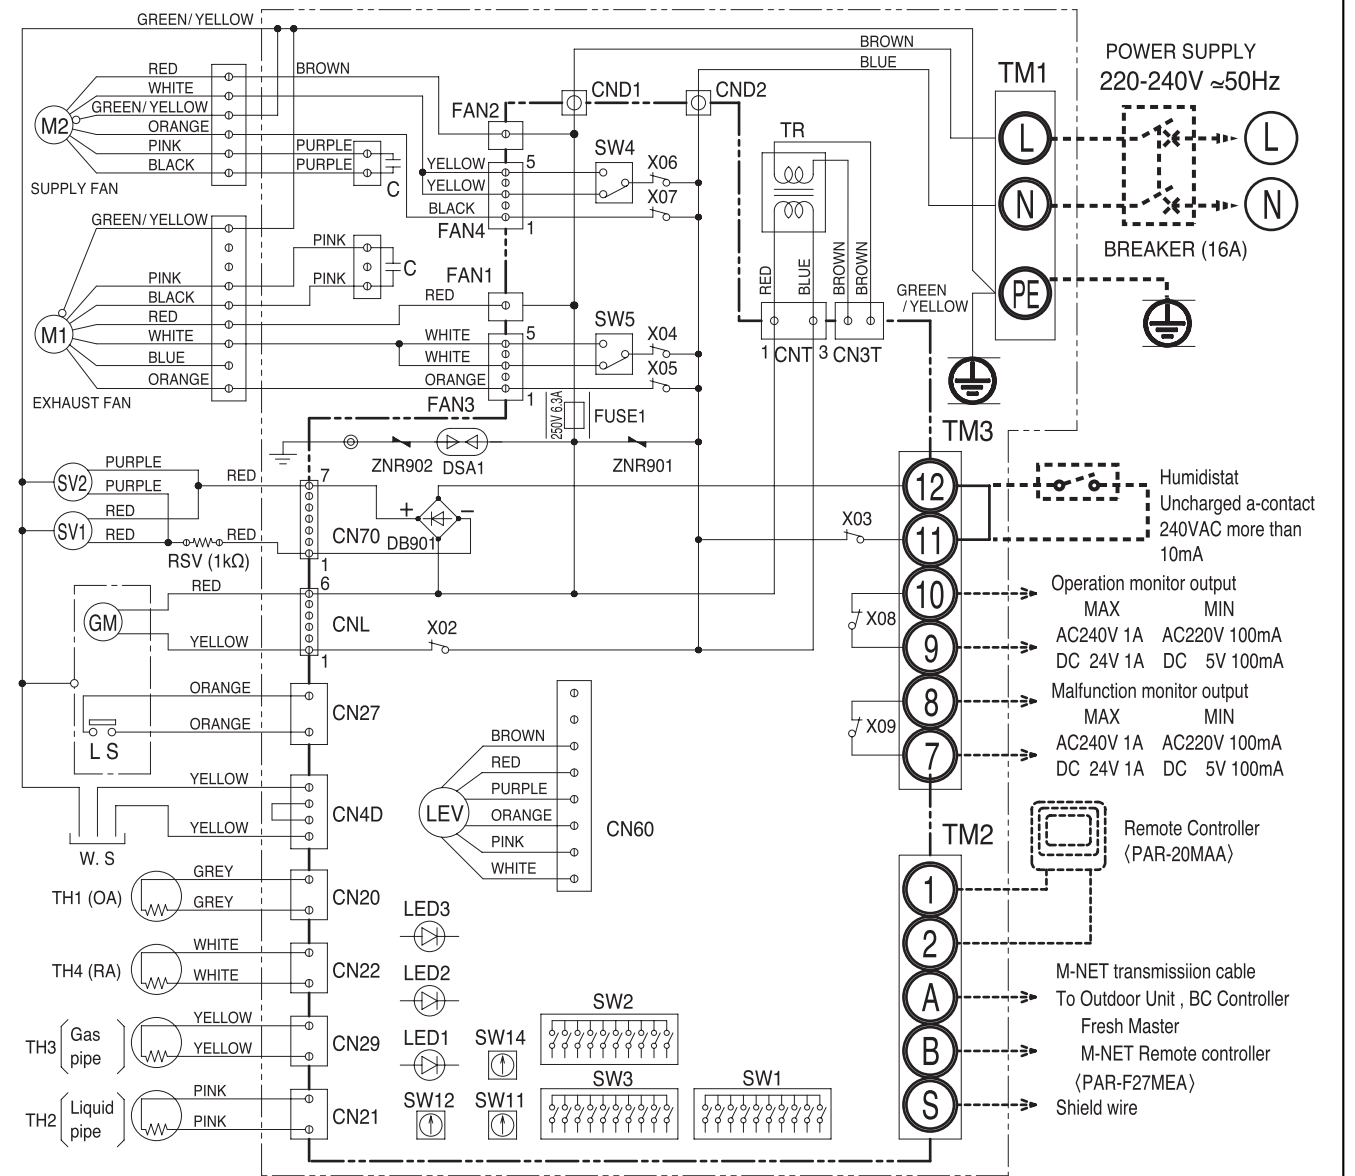 GREEN/YELLOW
RED
BROWN
WHITE
GREEN/YELLOW
M2
ORANGE
PINK
PURPLE
BLACK
PURPLE
C
SUPPLY FAN
BROWN
BLUE
CND1
CND2
FAN2
TR
YELLOW
5
SW4
X06
YELLOW
X07
BLACK
1
FAN4
TM1
L
N
PE
POWER SUPPLY
220-240V ~50Hz
L
N
BREAKER (16A)
GREEN/YELLOW
PINK
C
PINK
PINK
BLACK
RED
M1
WHITE
BLUE
ORANGE
EXHAUST FAN
FAN1
RED
WHITE
5
SW5
X04
WHITE
X05
ORANGE
1
FAN3
250V 6.3A
FUSE1
RED
BLUE
BROWN
BROWN
GREEN
/YELLOW
1
CNT
3
CN3T
ZNR902
DSA1
ZNR901
SV2
PURPLE
PURPLE
RED
7
SV1
RED
RED
RED
RSV (1kΩ)
CN70
1
+
−
DB901
X03
TM3
12
11
10
9
8
7
X08
X09
Humidistat
Uncharged a-contact
240VAC more than
10mA
Operation monitor output
MAX MIN
AC240V 1A AC220V 100mA
DC 24V 1A DC 5V 100mA
Malfunction monitor output
MAX MIN
AC240V 1A AC220V 100mA
DC 24V 1A DC 5V 100mA
RED
6
GM
CNL
YELLOW
1
X02
ORANGE
CN27
ORANGE
L S
YELLOW
CN4D
YELLOW
W. S
BROWN
RED
PURPLE
LEV
ORANGE
PINK
WHITE
CN60
TH1 (OA)
GREY
GREY
CN20
TH4 (RA)
WHITE
WHITE
CN22
TH3
Gas
pipe
YELLOW
YELLOW
CN29
TH2
Liquid
pipe
PINK
PINK
CN21
LED3
LED2
LED1
SW14
SW12
SW11
SW2
SW3
SW1
TM2
1
2
A
B
S
Remote Controller
〈PAR-20MAA〉
M-NET transmissiion cable
To Outdoor Unit , BC Controller
Fresh Master
M-NET Remote controller
〈PAR-F27MEA〉
Shield wire